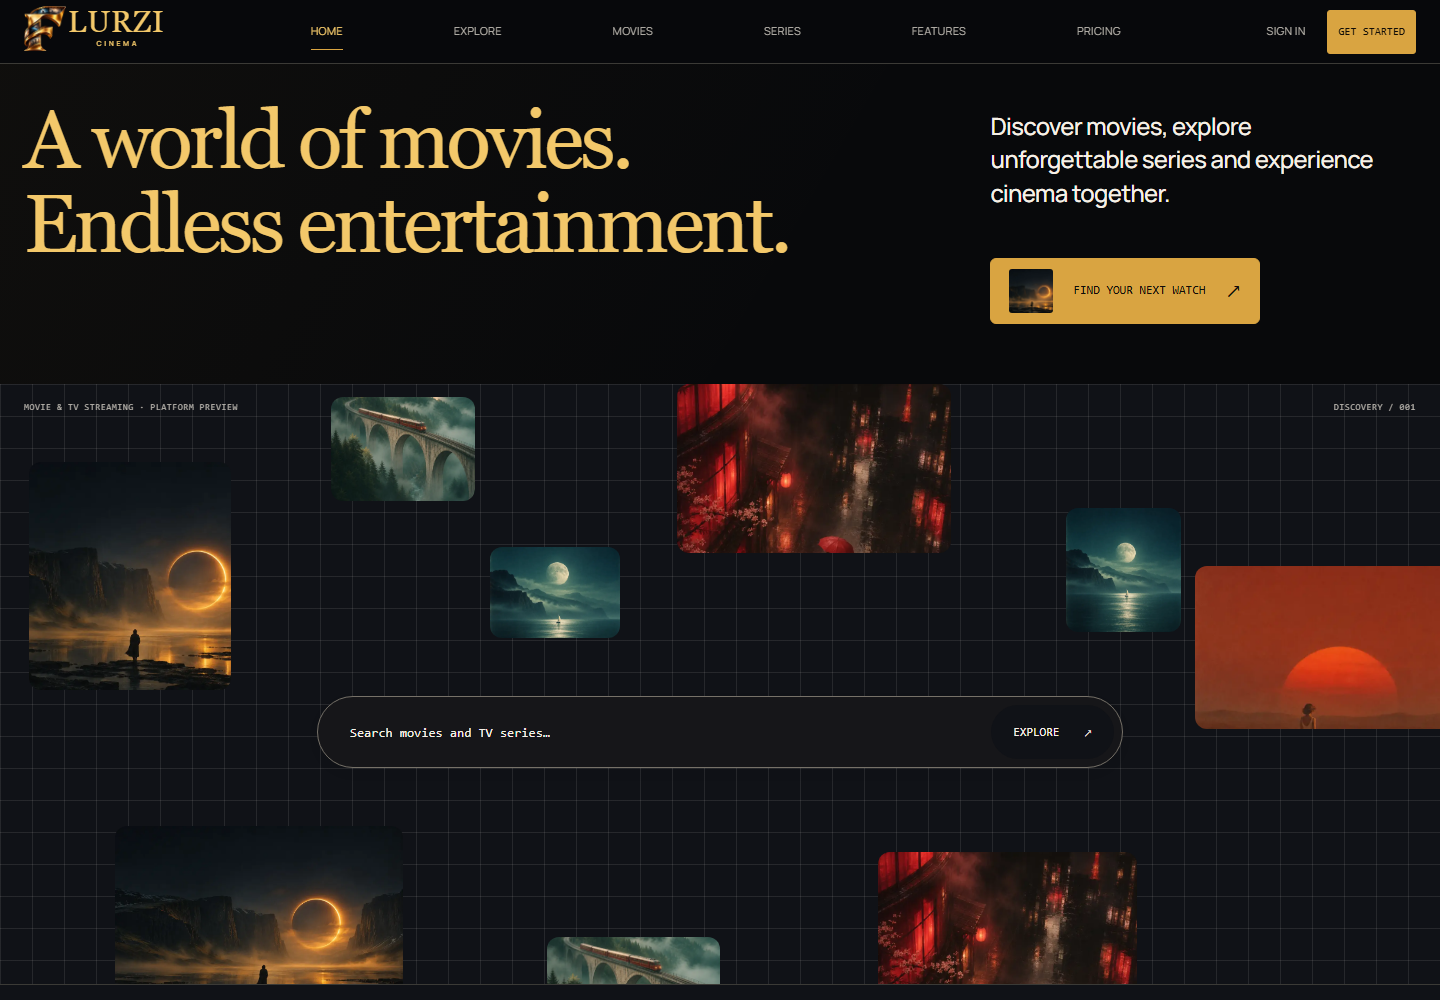 FLURZI
CINEMA
HOME
EXPLORE
MOVIES
SERIES
FEATURES
PRICING
SIGN IN
GET STARTED
A world of movies.
Endless entertainment.
Discover movies, explore
unforgettable series and experience
cinema together.
FIND YOUR NEXT WATCH ↗
MOVIE & TV STREAMING · PLATFORM PREVIEW
DISCOVERY / 001
Search movies and TV series…
EXPLORE ↗